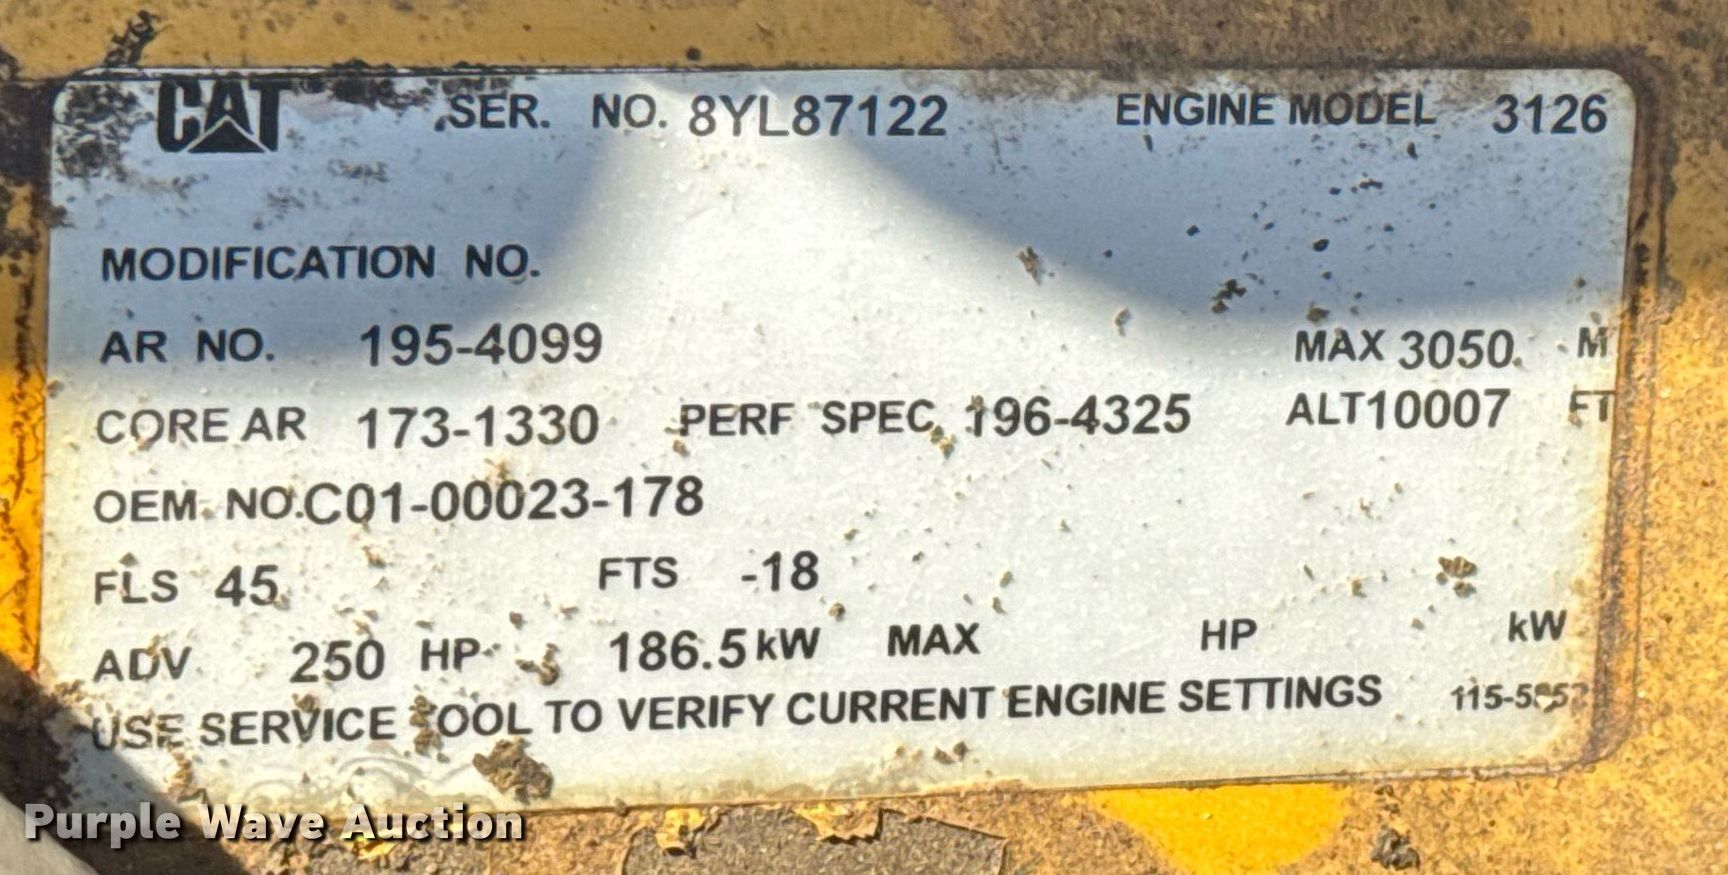 CAT SER. NO. 8YL87122 ENGINE MODEL 3126
MODIFICATION NO.
AR NO. 195-4099 MAX 3050. M
CORE AR 173-1330 PERF SPEC. 196-4325 ALT 10007 FT
OEM NO. C01-00023-178
FLS 45 FTS -18
ADV 250 HP 186.5 kW MAX HP kW
USE SERVICE TOOL TO VERIFY CURRENT ENGINE SETTINGS
Purple Wave Auction